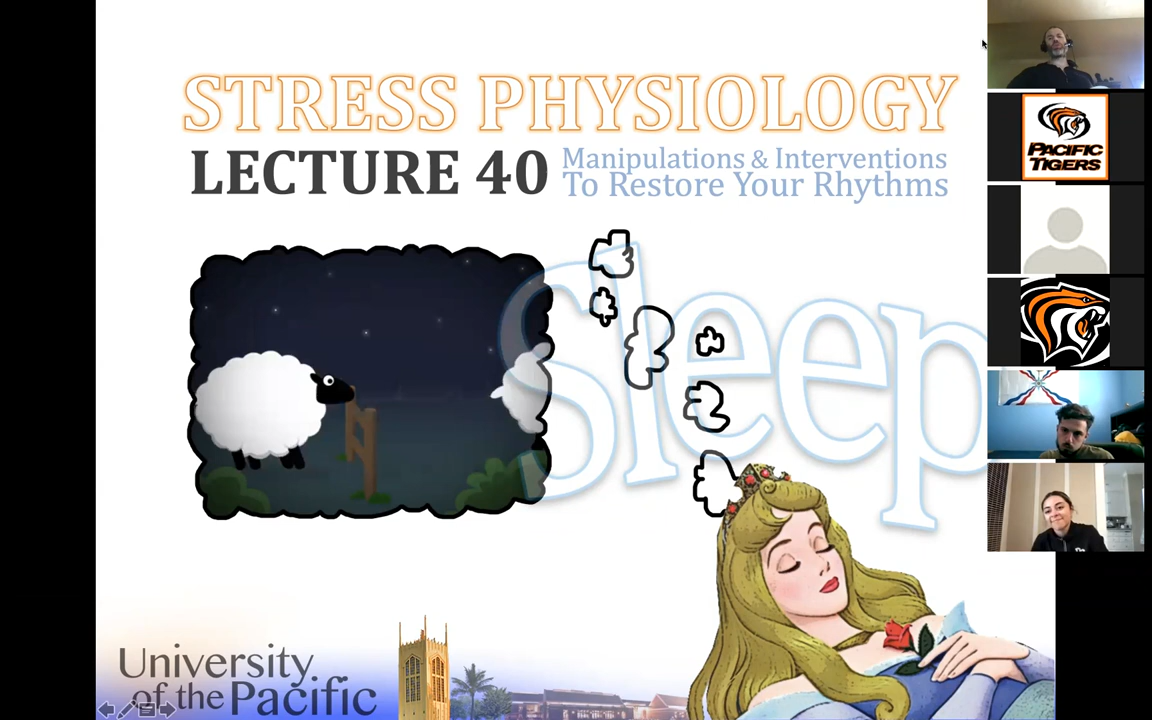 STRESS PHYSIOLOGY
LECTURE 40
Manipulations & Interventions
To Restore Your Rhythms
Sleep
University
of the Pacific
PACIFIC
TIGERS